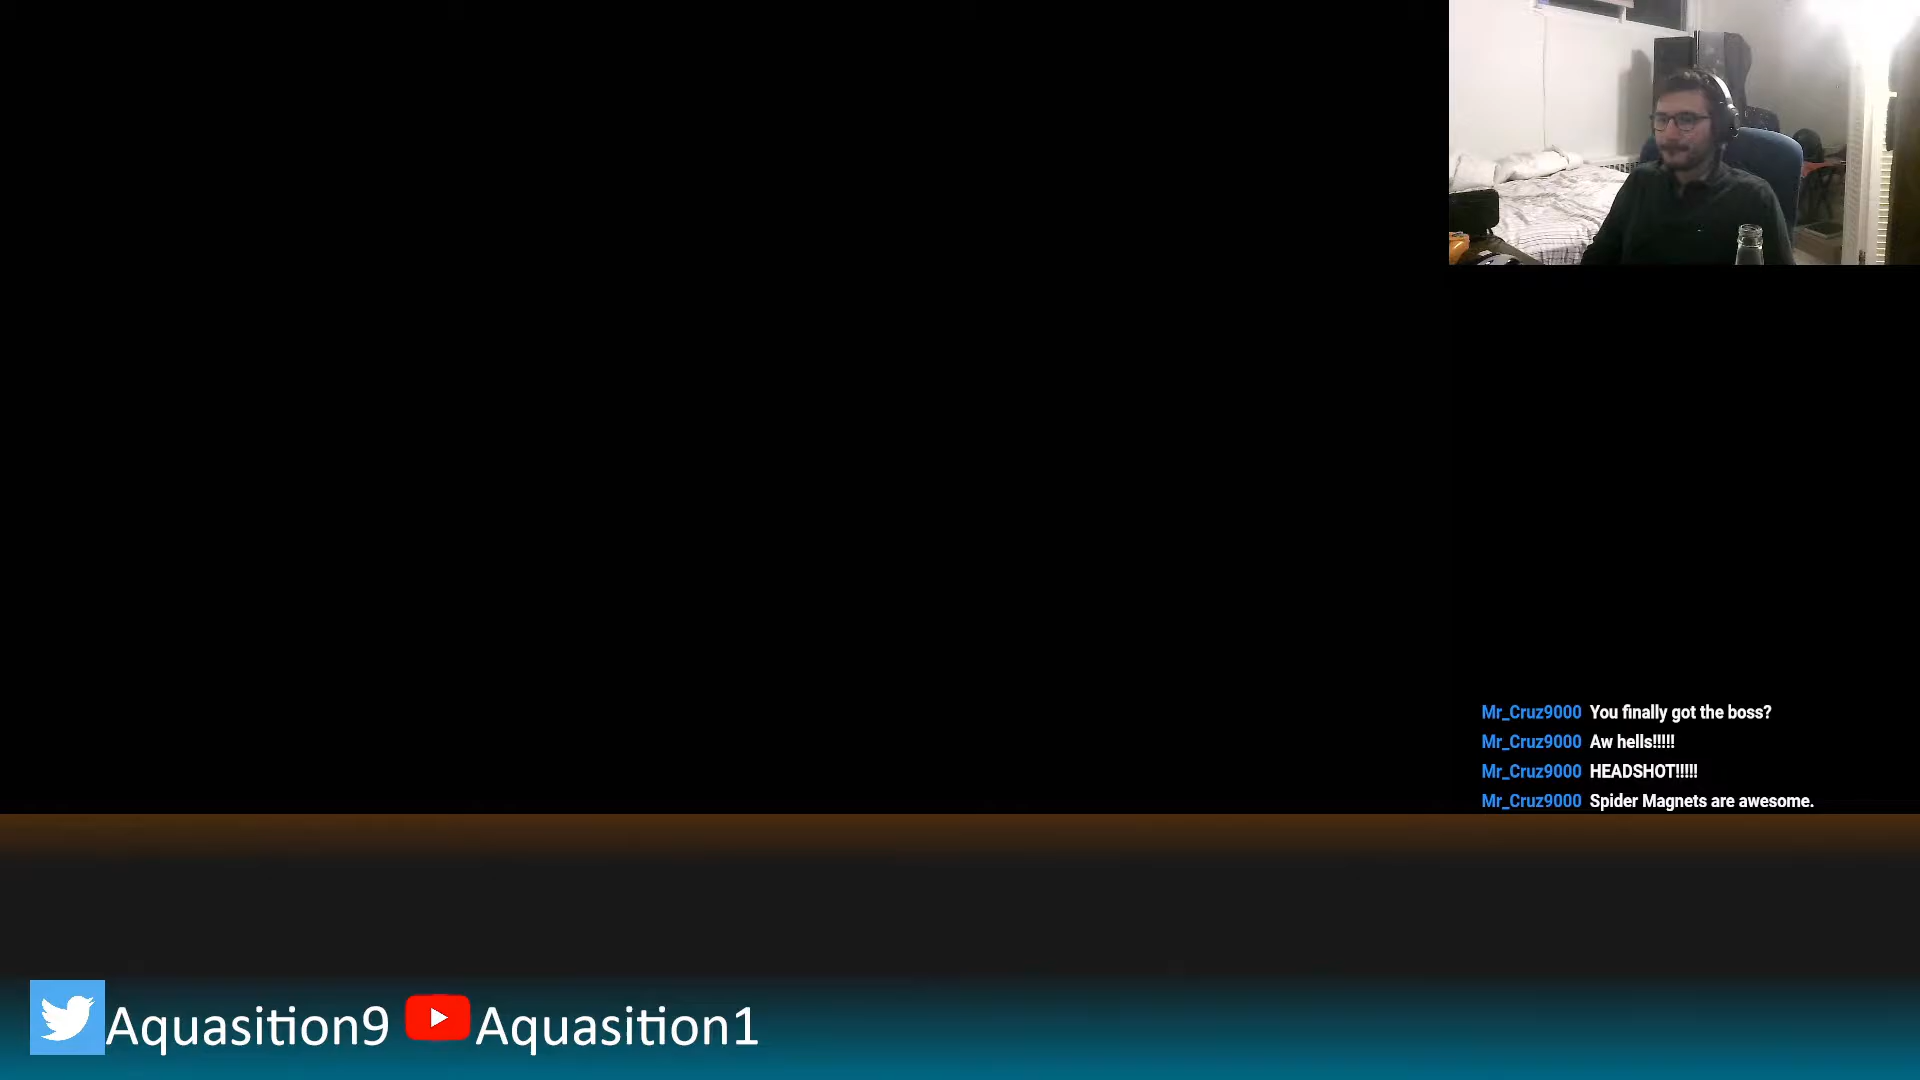 Mr_Cruz9000 You finally got the boss?
Mr_Cruz9000 Aw hells!!!!!
Mr_Cruz9000 HEADSHOT!!!!!
Mr_Cruz9000 Spider Magnets are awesome.
Aquasition9 Aquasition1